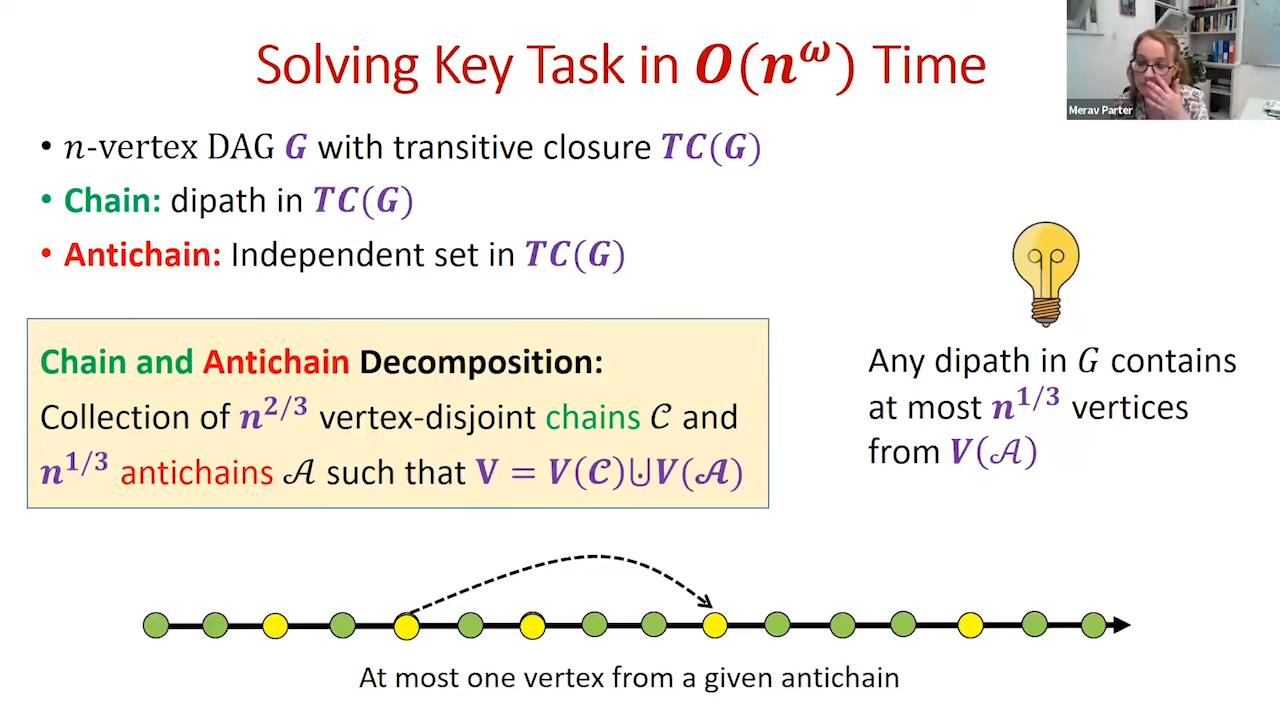 Solving Key Task in O(n^ω) Time
Merav Parter
• n-vertex DAG G with transitive closure TC(G)
• Chain: dipath in TC(G)
• Antichain: Independent set in TC(G)
Chain and Antichain Decomposition:
Collection of n^{2/3} vertex-disjoint chains 𝒞 and
n^{1/3} antichains 𝒜 such that V = V(𝒞)⊍V(𝒜)
Any dipath in G contains
at most n^{1/3} vertices
from V(𝒜)
At most one vertex from a given antichain